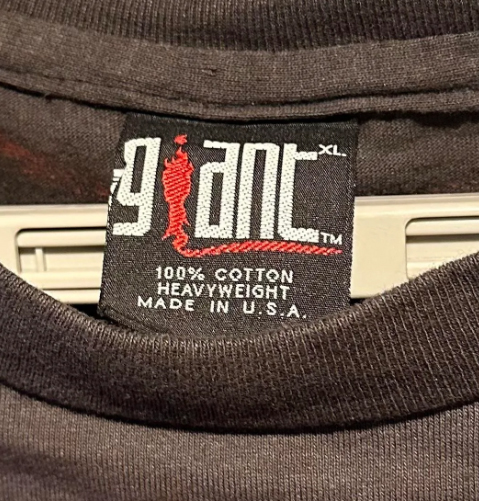 giant XL.
TM
100% COTTON
HEAVYWEIGHT
MADE IN U.S.A.